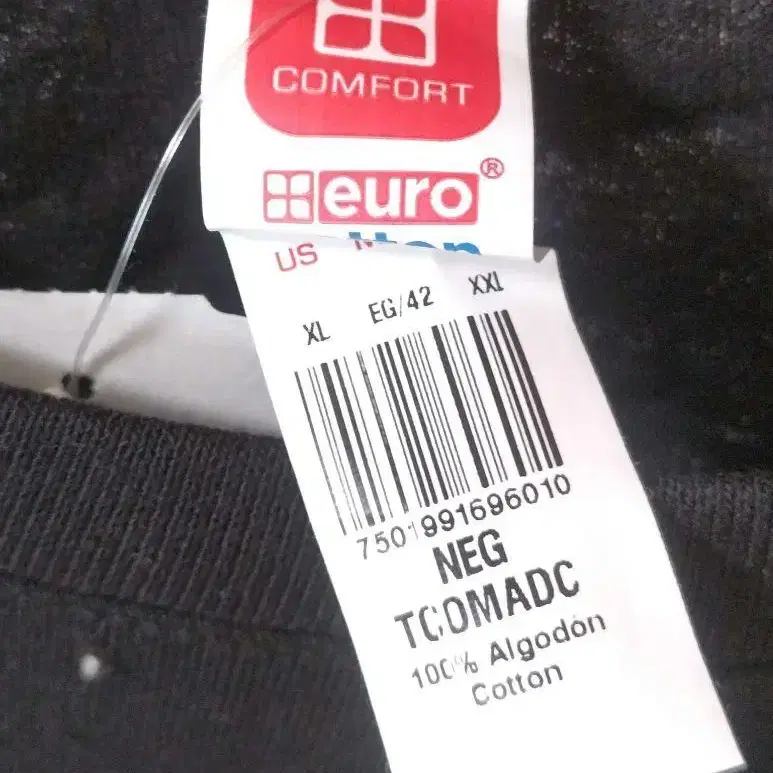 COMFORT
euro®
US
XL EG/42 XXL
7501991696010
NEG
TCOMADC
100% Algodón
Cotton